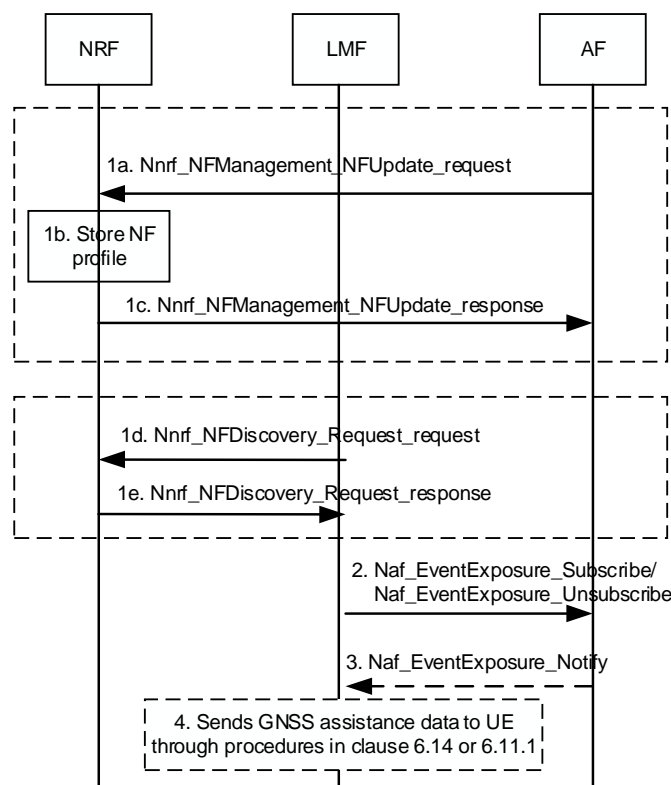 NRF
LMF
AF
1a. Nnrf_NFManagement_NFUpdate_request
1b. Store NF
profile
1c. Nnrf_NFManagement_NFUpdate_response
1d. Nnrf_NFDiscovery_Request_request
1e. Nnrf_NFDiscovery_Request_response
2. Naf_EventExposure_Subscribe/
Naf_EventExposure_Unsubscribe
3. Naf_EventExposure_Notify
4. Sends GNSS assistance data to UE
through procedures in clause 6.14 or 6.11.1